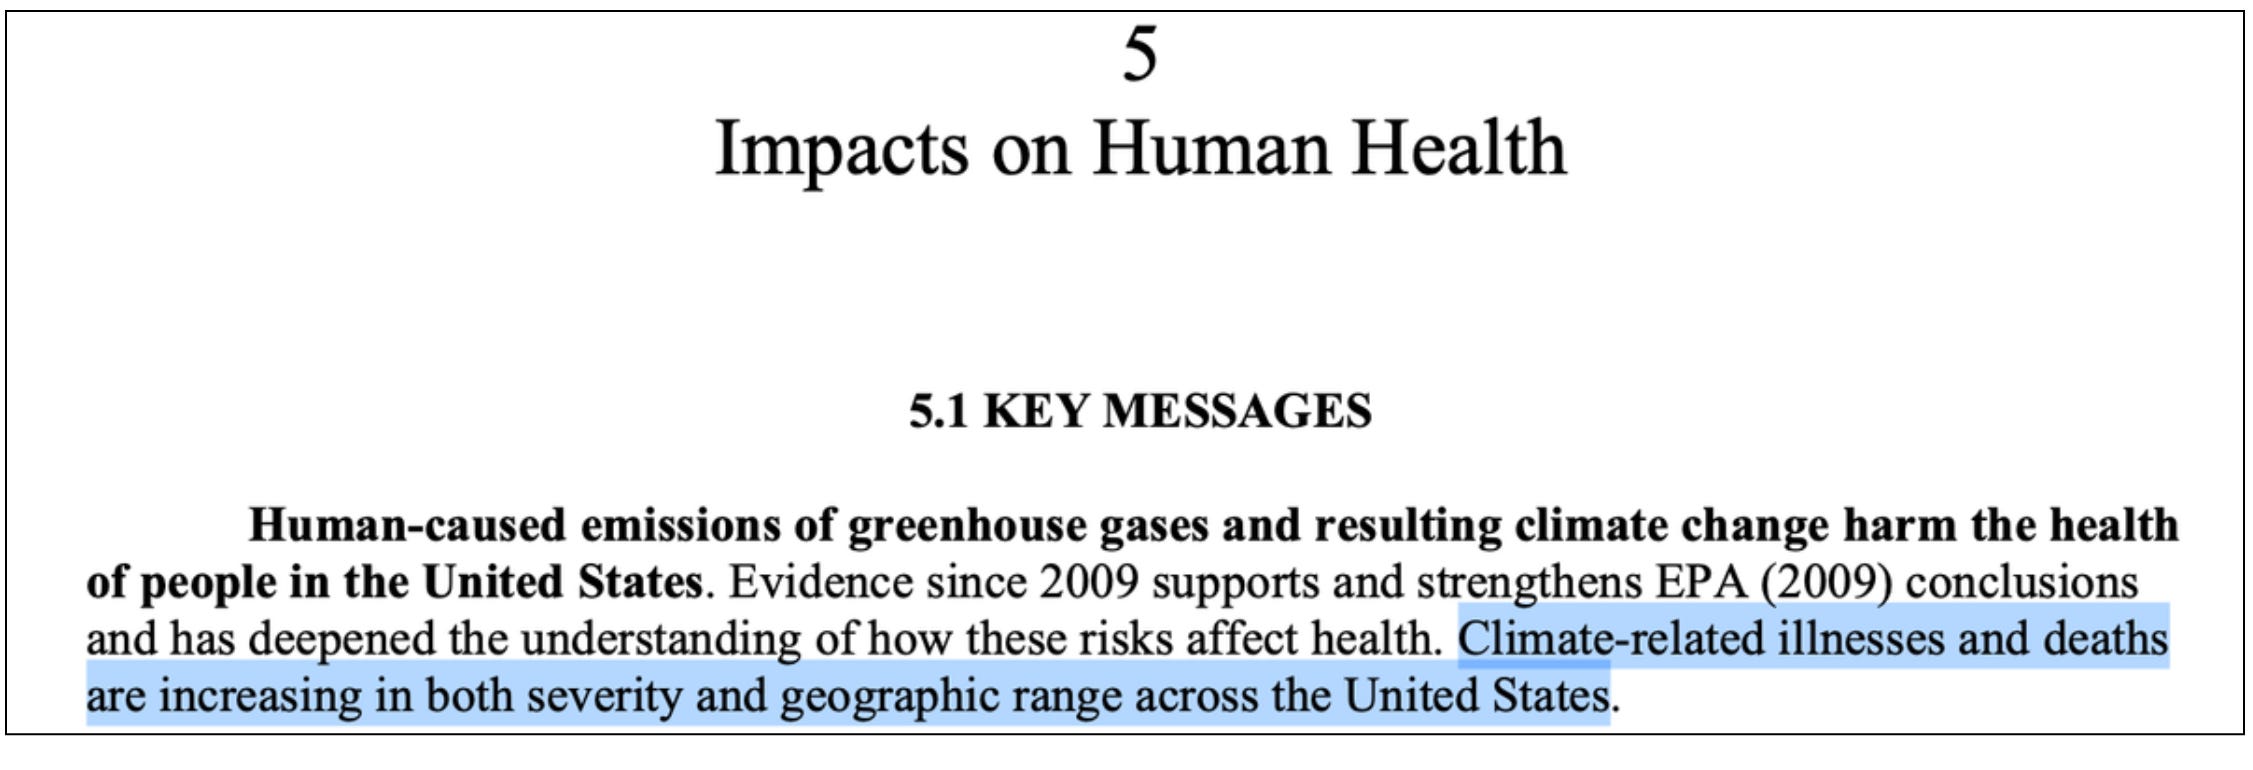 5
Impacts on Human Health
5.1 KEY MESSAGES
Human-caused emissions of greenhouse gases and resulting climate change harm the health
of people in the United States. Evidence since 2009 supports and strengthens EPA (2009) conclusions
and has deepened the understanding of how these risks affect health. Climate-related illnesses and deaths
are increasing in both severity and geographic range across the United States.